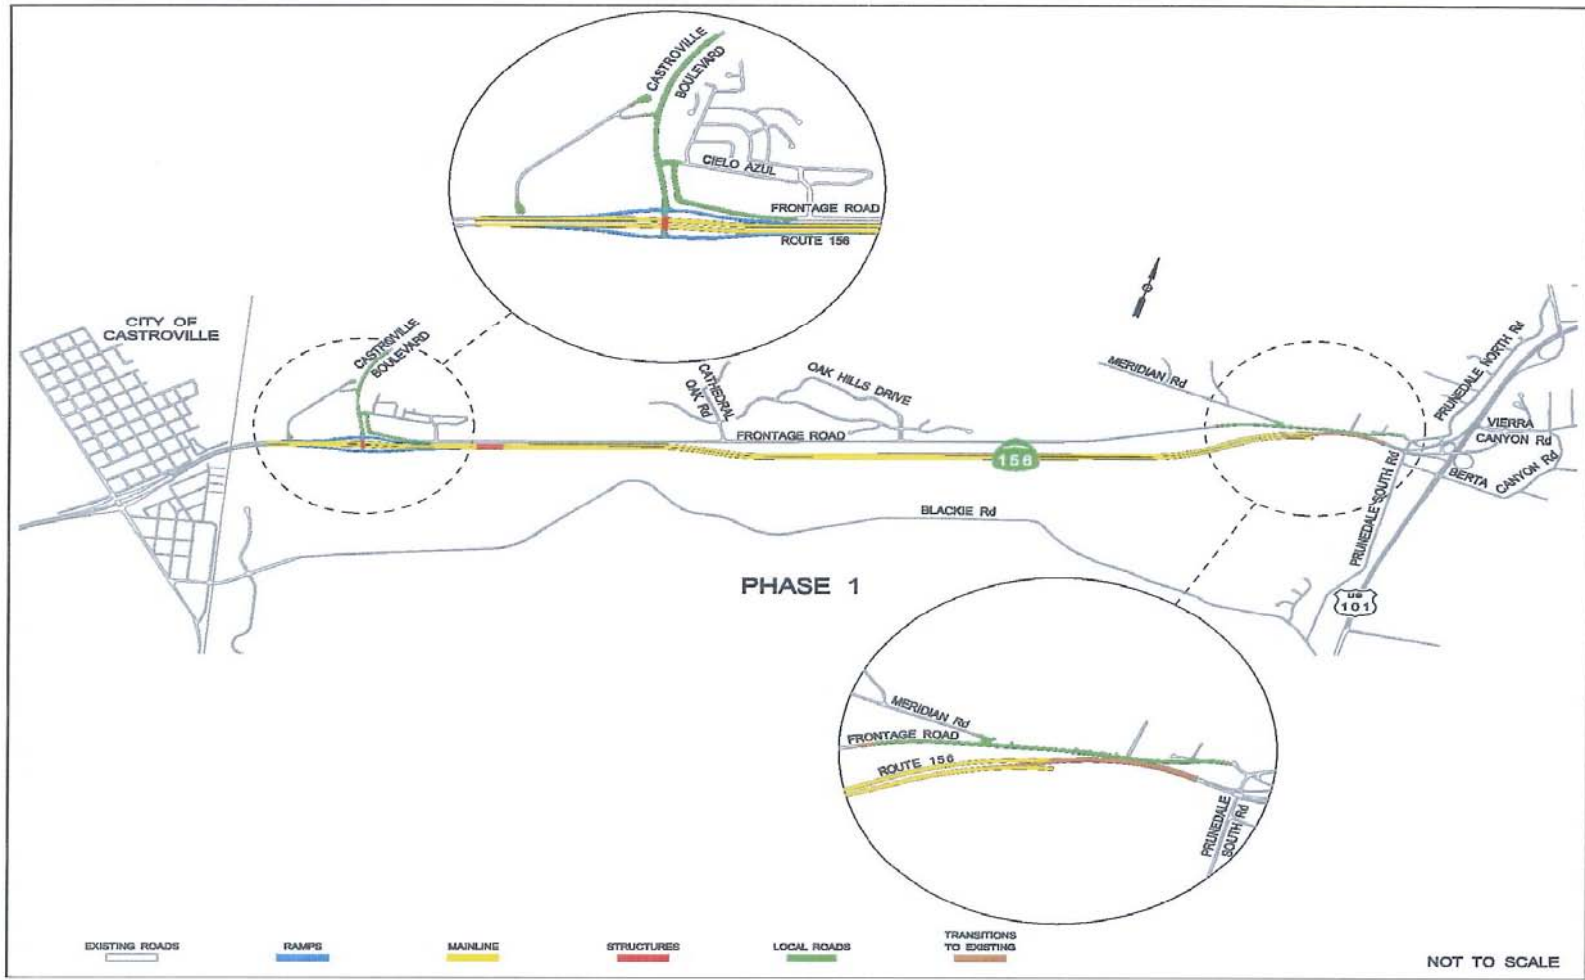 CASTROVILLE
BOULEVARD
CIELO AZUL
FRONTAGE ROAD
ROUTE 156
CITY OF
CASTROVILLE
CASTROVILLE
BOULEVARD
CATHEDRAL
OAK Rd
OAK HILLS DRIVE
FRONTAGE ROAD
156
MERIDIAN Rd
PRUNEDALE NORTH Rd
VIERRA
CANYON Rd
BERTA CANYON Rd
PRUNEDALE SOUTH Rd
BLACKIE Rd
US
101
PHASE 1
MERIDIAN Rd
FRONTAGE ROAD
ROUTE 156
PRUNEDALE
SOUTH Rd
EXISTING ROADS
RAMPS
MAINLINE
STRUCTURES
LOCAL ROADS
TRANSITIONS
TO EXISTING
NOT TO SCALE